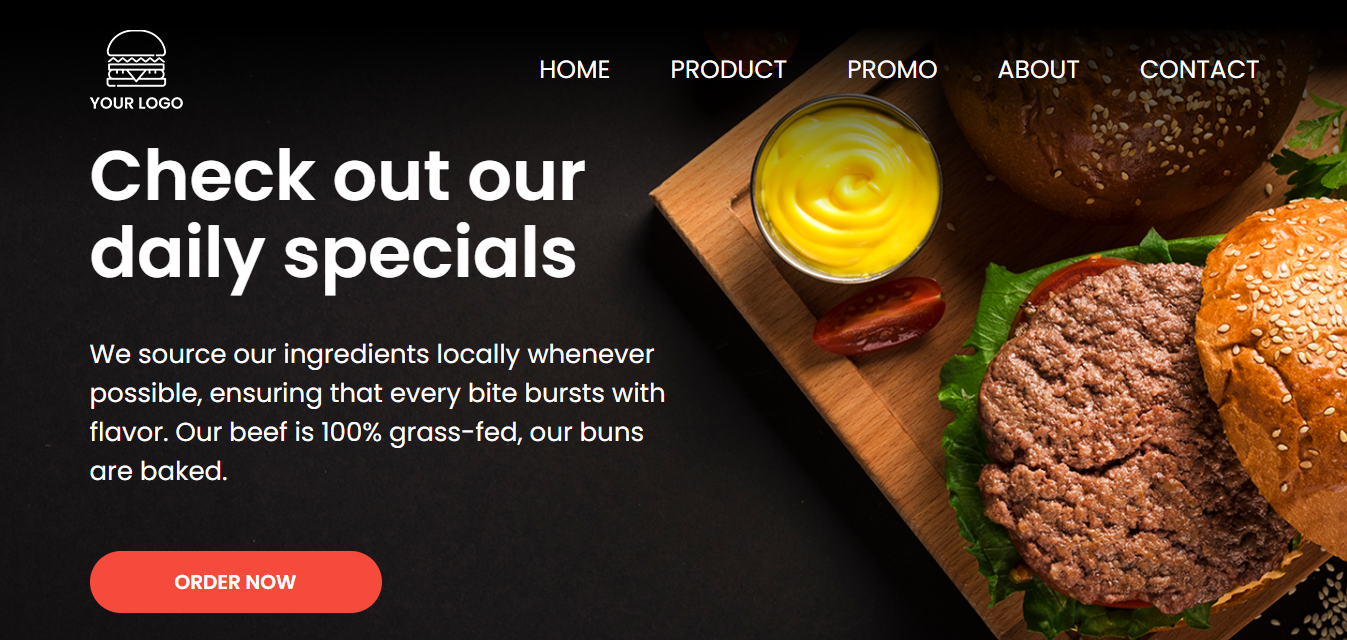 YOUR LOGO
HOME PRODUCT PROMO ABOUT CONTACT
Check out our
daily specials
We source our ingredients locally whenever
possible, ensuring that every bite bursts with
flavor. Our beef is 100% grass-fed, our buns
are baked.
ORDER NOW